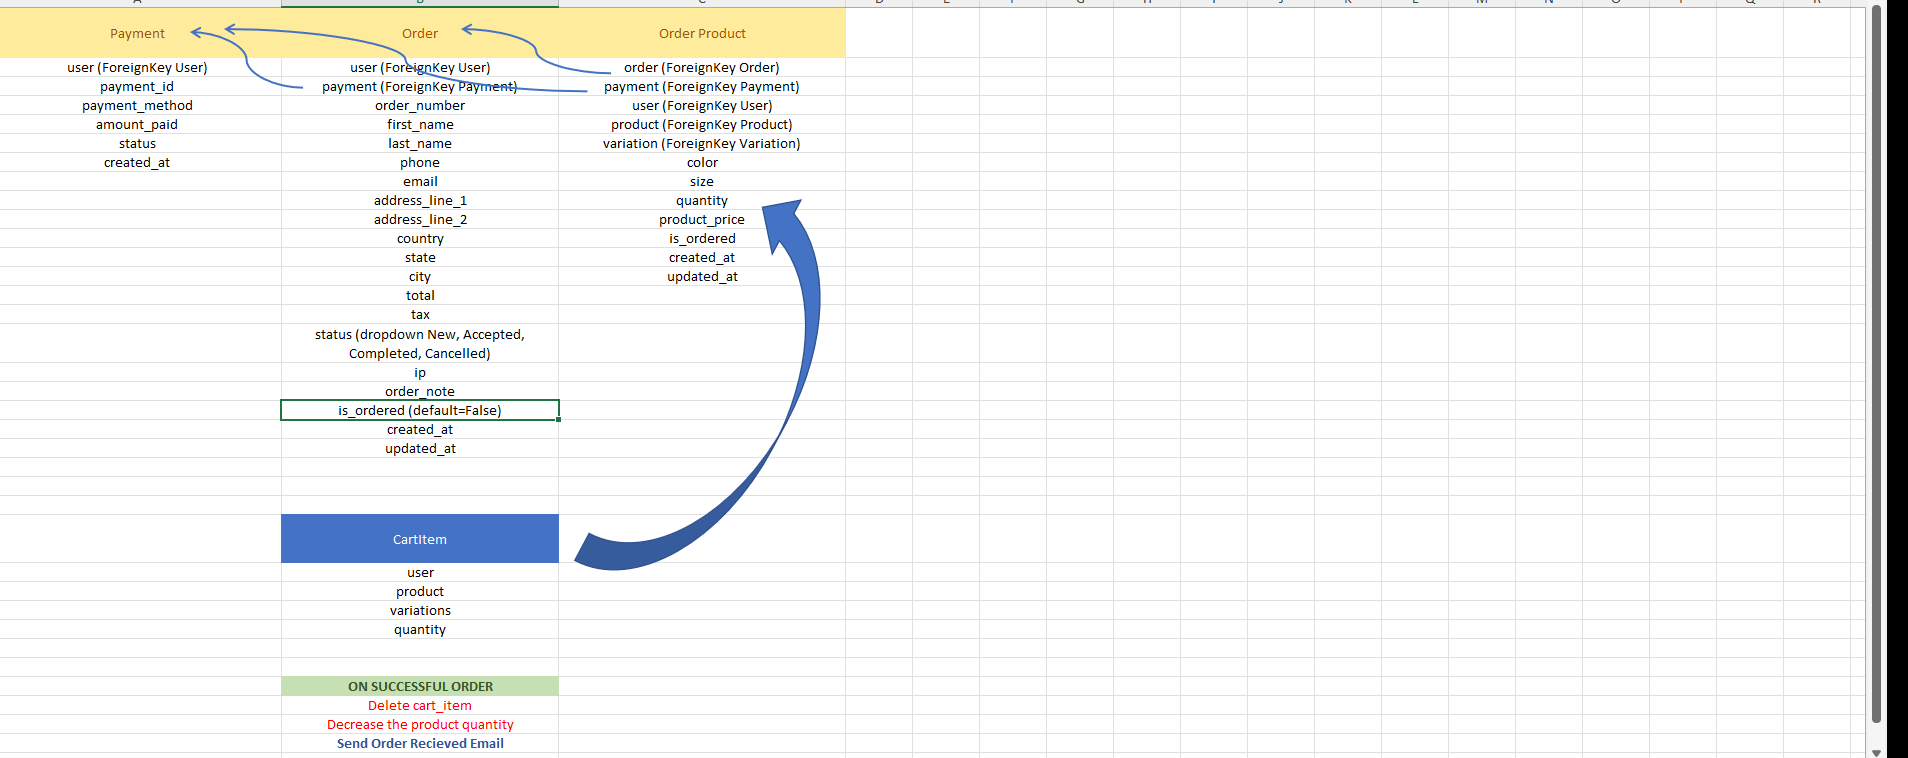 Payment
Order
Order Product
user (ForeignKey User)
user (ForeignKey User)
order (ForeignKey Order)
payment_id
payment (ForeignKey Payment)
payment (ForeignKey Payment)
payment_method
order_number
user (ForeignKey User)
amount_paid
first_name
product (ForeignKey Product)
status
last_name
variation (ForeignKey Variation)
created_at
phone
color
email
size
address_line_1
quantity
address_line_2
product_price
country
is_ordered
state
created_at
city
updated_at
total
tax
status (dropdown New, Accepted,
Completed, Cancelled)
ip
order_note
is_ordered (default=False)
created_at
updated_at
CartItem
user
product
variations
quantity
ON SUCCESSFUL ORDER
Delete cart_item
Decrease the product quantity
Send Order Recieved Email